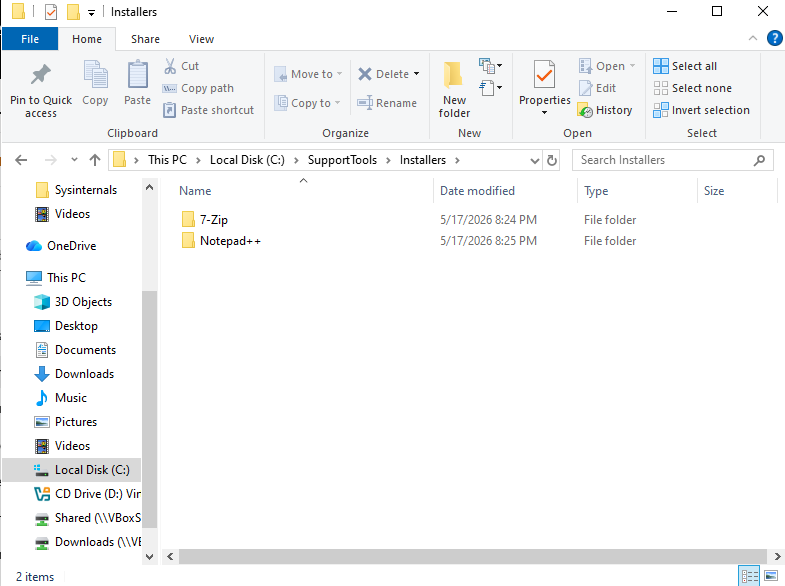 Installers
File Home Share View
Pin to Quick access
Copy
Paste
Cut
Copy path
Paste shortcut
Clipboard
Move to
Copy to
Delete
Rename
Organize
New folder
New
Properties
Open
Edit
History
Open
Select all
Select none
Invert selection
Select
This PC › Local Disk (C:) › SupportTools › Installers ›
Search Installers
Sysinternals
Videos
OneDrive
This PC
3D Objects
Desktop
Documents
Downloads
Music
Pictures
Videos
Local Disk (C:)
CD Drive (D:) Vir
Shared (\\VBoxS
Downloads (\\VB
Name Date modified Type Size
7-Zip 5/17/2026 8:24 PM File folder
Notepad++ 5/17/2026 8:25 PM File folder
2 items